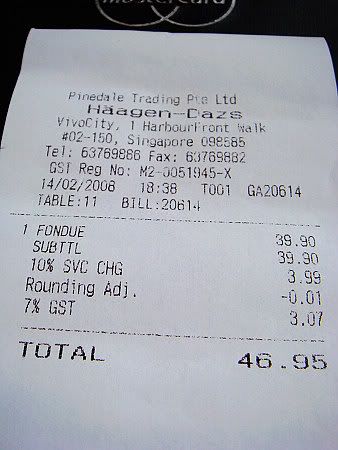 MasterCard
Pinedale Trading Pte Ltd
Häagen-Dazs
VivoCity, 1 HarbourFront Walk
#02-150, Singapore 098585
Tel: 63769886 Fax: 63769882
GST Reg No: M2-0051945-X
14/02/2008 18:38 T001 GA20614
TABLE:11 BILL:20614
1 FONDUE 39.90
SUBTTL 39.90
10% SVC CHG 3.99
Rounding Adj. -0.01
7% GST 3.07
TOTAL 46.95